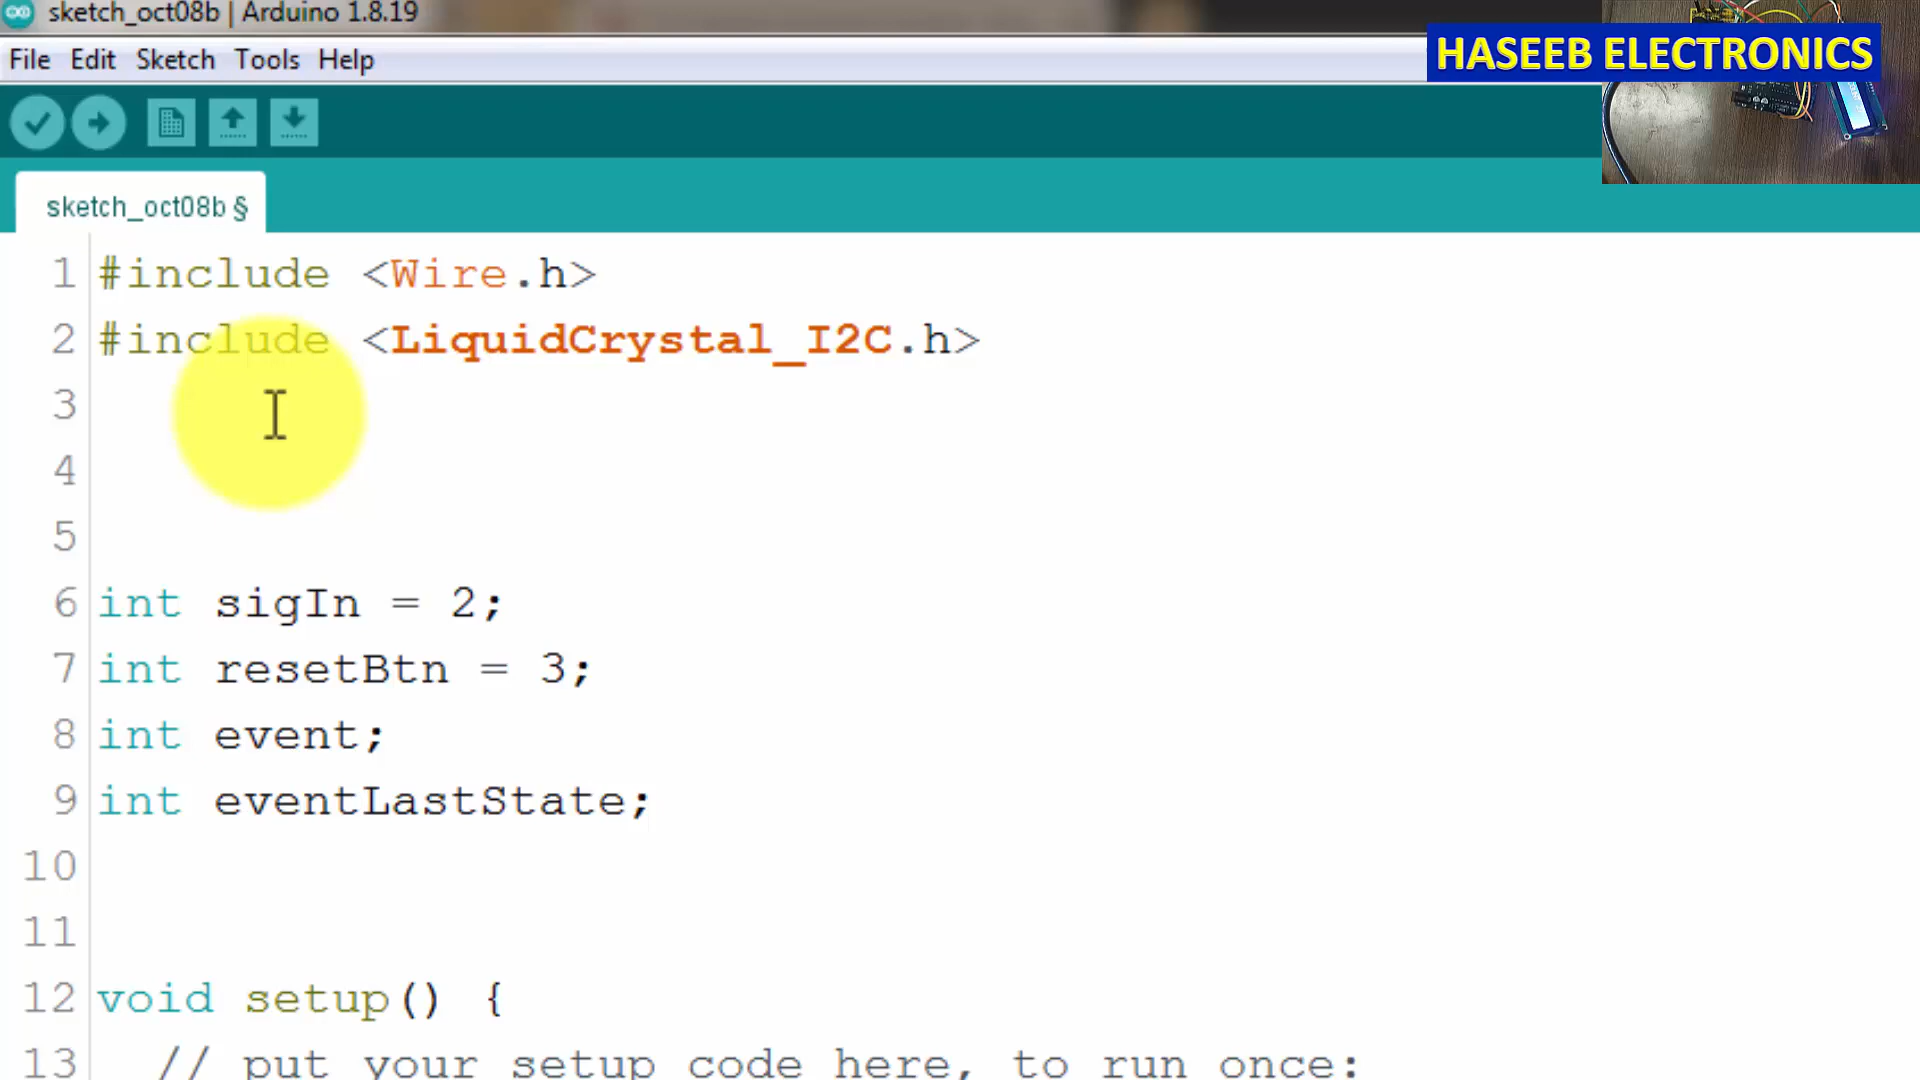 sketch_oct08b | Arduino 1.8.19
File Edit Sketch Tools Help
HASEEB ELECTRONICS
sketch_oct08b §
1 #include <Wire.h>
2 #include <LiquidCrystal_I2C.h>
3
4
5
6 int sigIn = 2;
7 int resetBtn = 3;
8 int event;
9 int eventLastState;
10
11
12 void setup() {
13 // put your setup code here, to run once: